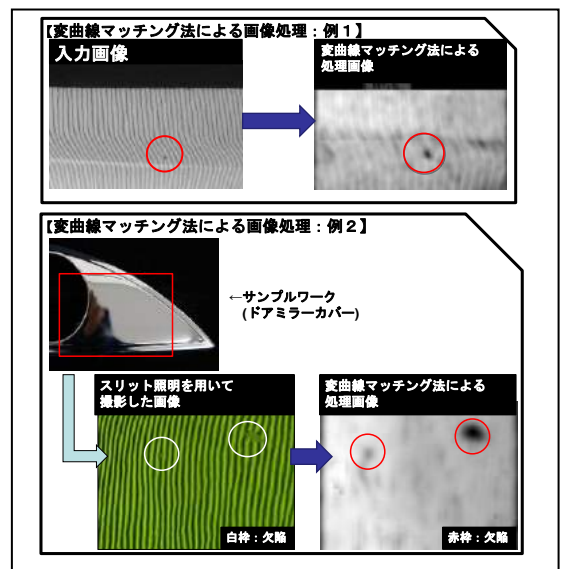 【変曲線マッチング法による画像処理：例１】
入力画像
変曲線マッチング法による
処理画像
【変曲線マッチング法による画像処理：例２】
←サンプルワーク
(ドアミラーカバー)
スリット照明を用いて
撮影した画像
変曲線マッチング法による
処理画像
白枠：欠陥
赤枠：欠陥